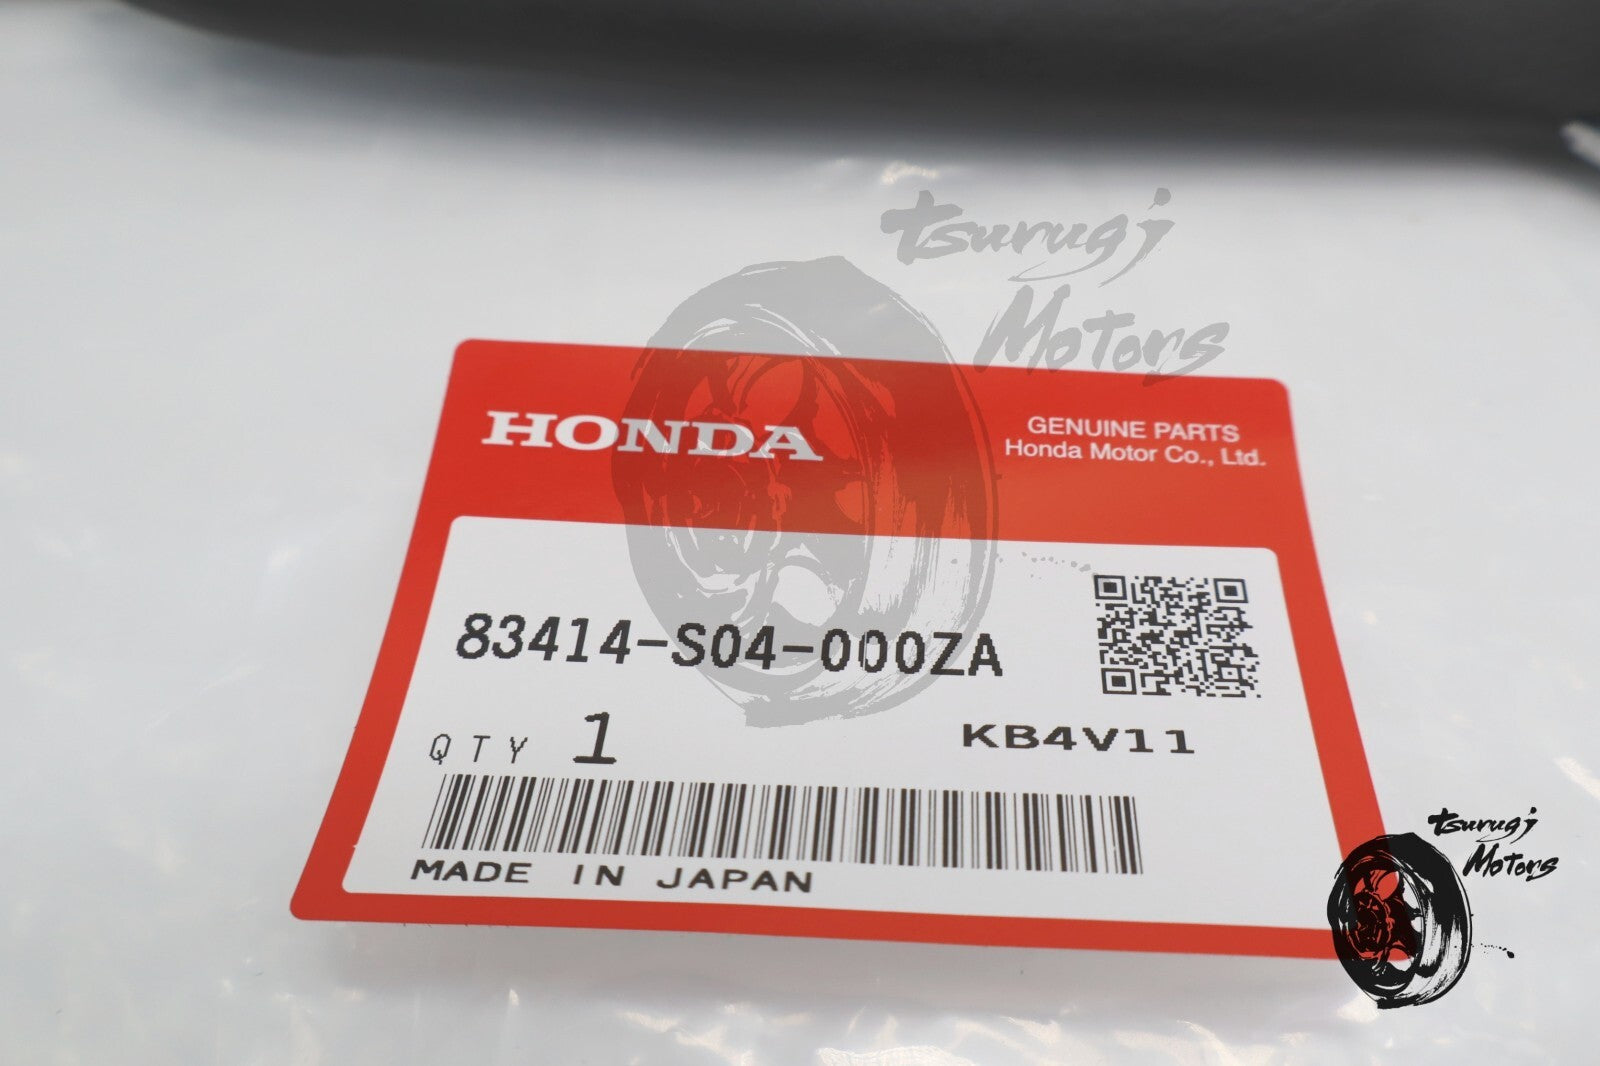 tsurugi
Motors
HONDA
GENUINE PARTS
Honda Motor Co., Ltd.
83414-S04-000ZA
QTY 1
KB4V11
MADE IN JAPAN
tsurugi
Motors